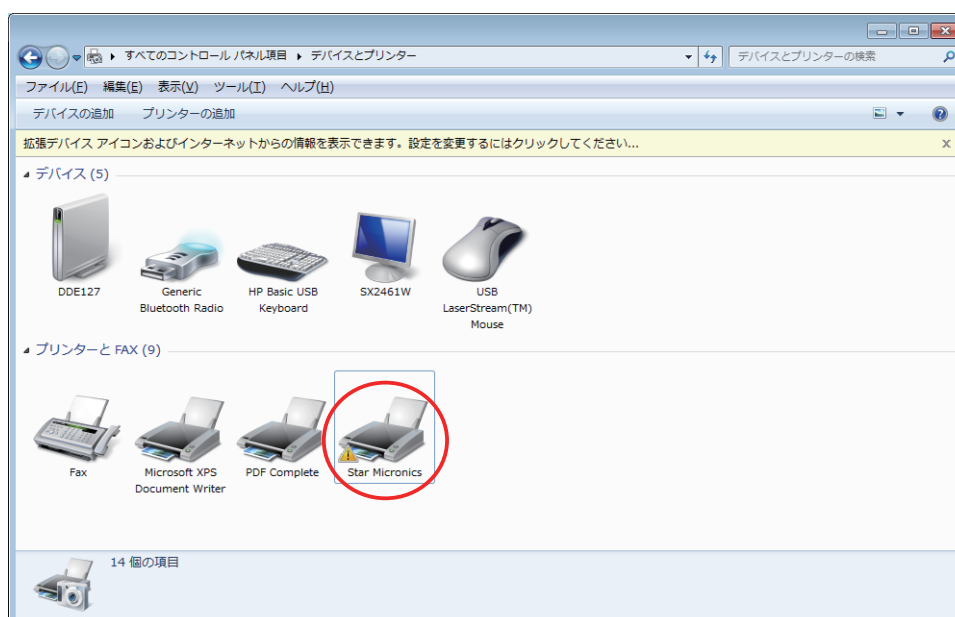 すべてのコントロール パネル項目 ▸ デバイスとプリンター
デバイスとプリンターの検索
ファイル(F) 編集(E) 表示(V) ツール(T) ヘルプ(H)
デバイスの追加 プリンターの追加
拡張デバイス アイコンおよびインターネットからの情報を表示できます。設定を変更するにはクリックしてください...
デバイス (5)
DDE127
Generic
Bluetooth Radio
HP Basic USB
Keyboard
SX2461W
USB
LaserStream(TM)
Mouse
プリンターと FAX (9)
Fax
Microsoft XPS
Document Writer
PDF Complete
Star Micronics
14 個の項目